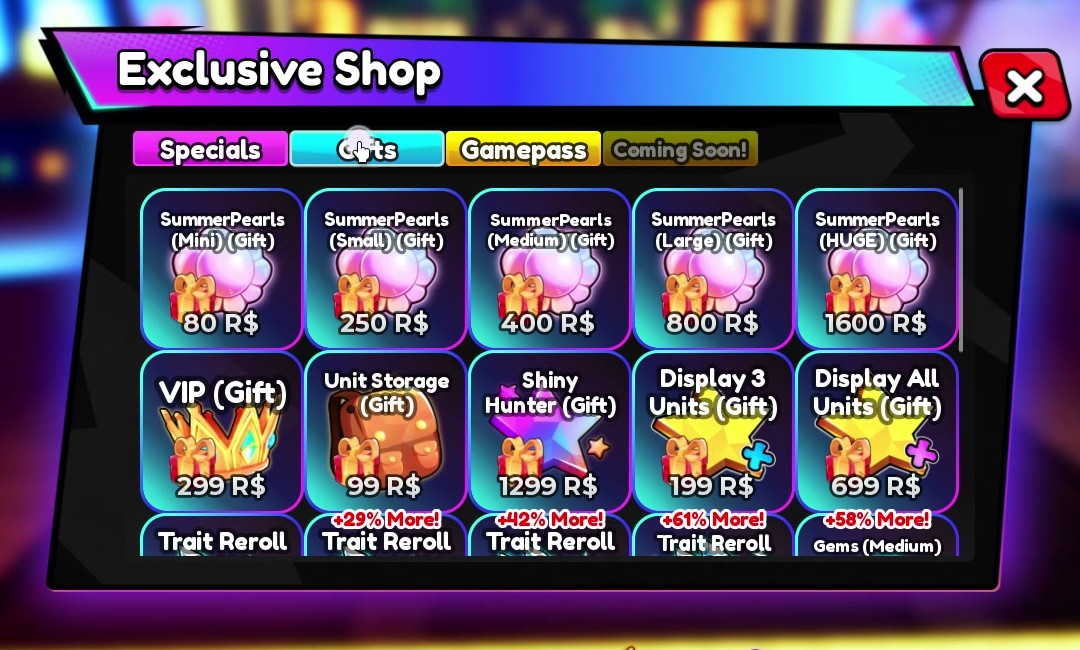 Exclusive Shop
Specials
Gifts
Gamepass
Coming Soon!
SummerPearls
(Mini) (Gift)
80 R$
SummerPearls
(Small) (Gift)
250 R$
SummerPearls
(Medium) (Gift)
400 R$
SummerPearls
(Large) (Gift)
800 R$
SummerPearls
(HUGE) (Gift)
1600 R$
VIP (Gift)
299 R$
Unit Storage
(Gift)
99 R$
Shiny
Hunter (Gift)
1299 R$
Display 3
Units (Gift)
199 R$
Display All
Units (Gift)
699 R$
Trait Reroll
+29% More!
Trait Reroll
+42% More!
Trait Reroll
+61% More!
Trait Reroll
+58% More!
Gems (Medium)